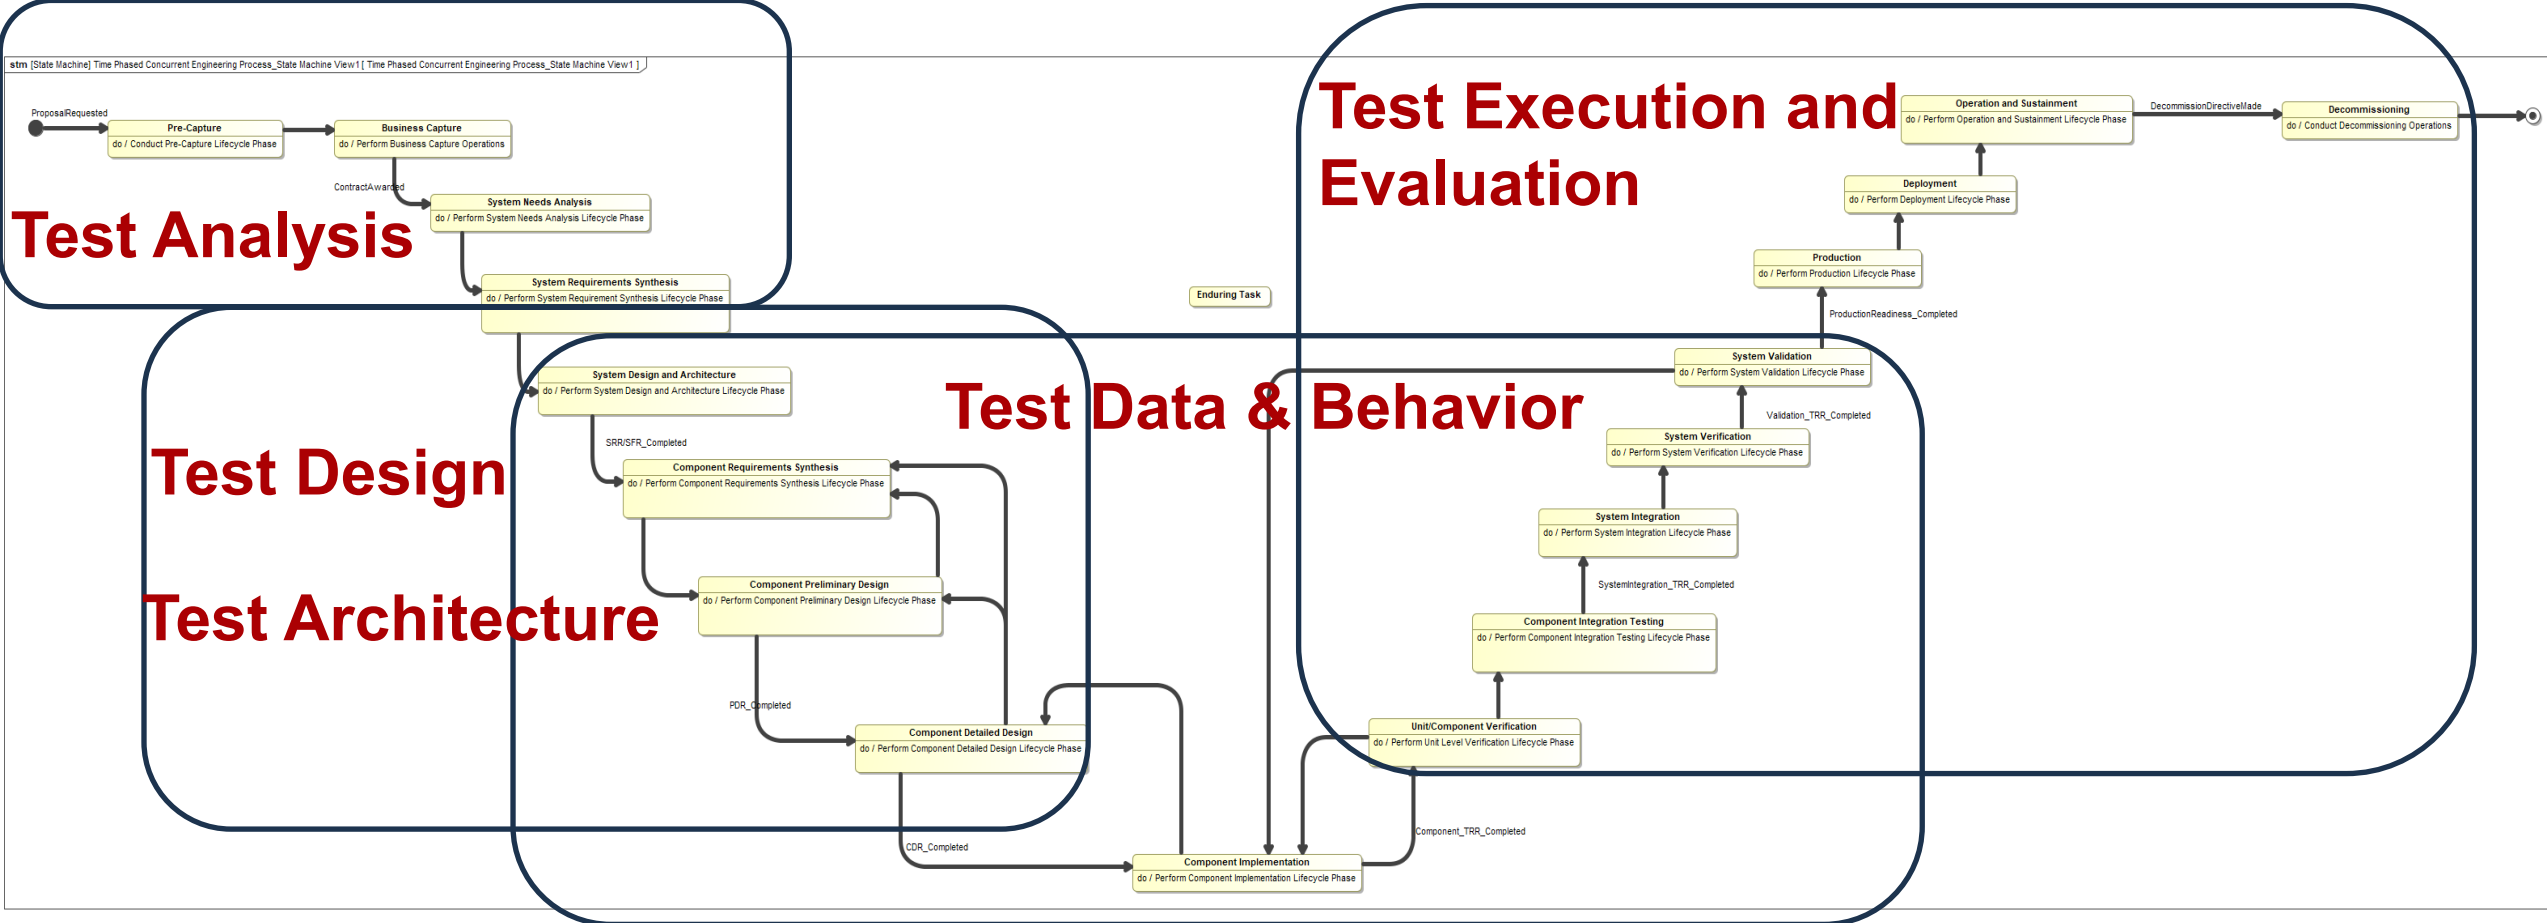 stm [State Machine] Time Phased Concurrent Engineering Process_State Machine View1 [ Time Phased Concurrent Engineering Process_State Machine View1 ]
ProposalRequested
Pre-Capture
do / Conduct Pre-Capture Lifecycle Phase
Business Capture
do / Perform Business Capture Operations
ContractAwarded
System Needs Analysis
do / Perform System Needs Analysis Lifecycle Phase
Test Analysis
System Requirements Synthesis
do / Perform System Requirement Synthesis Lifecycle Phase
System Design and Architecture
do / Perform System Design and Architecture Lifecycle Phase
SRR/SFR_Completed
Test Design
Component Requirements Synthesis
do / Perform Component Requirements Synthesis Lifecycle Phase
Test Architecture
Component Preliminary Design
do / Perform Component Preliminary Design Lifecycle Phase
PDR_Completed
Component Detailed Design
do / Perform Component Detailed Design Lifecycle Phase
CDR_Completed
Component Implementation
do / Perform Component Implementation Lifecycle Phase
Component_TRR_Completed
Enduring Task
Test Data & Behavior
Unit/Component Verification
do / Perform Unit Level Verification Lifecycle Phase
Component Integration Testing
do / Perform Component Integration Testing Lifecycle Phase
SystemIntegration_TRR_Completed
System Integration
do / Perform System Integration Lifecycle Phase
System Verification
do / Perform System Verification Lifecycle Phase
Validation_TRR_Completed
System Validation
do / Perform System Validation Lifecycle Phase
ProductionReadiness_Completed
Production
do / Perform Production Lifecycle Phase
Deployment
do / Perform Deployment Lifecycle Phase
Test Execution and
Evaluation
Operation and Sustainment
do / Perform Operation and Sustainment Lifecycle Phase
DecommissionDirectiveMade
Decommissioning
do / Conduct Decommissioning Operations